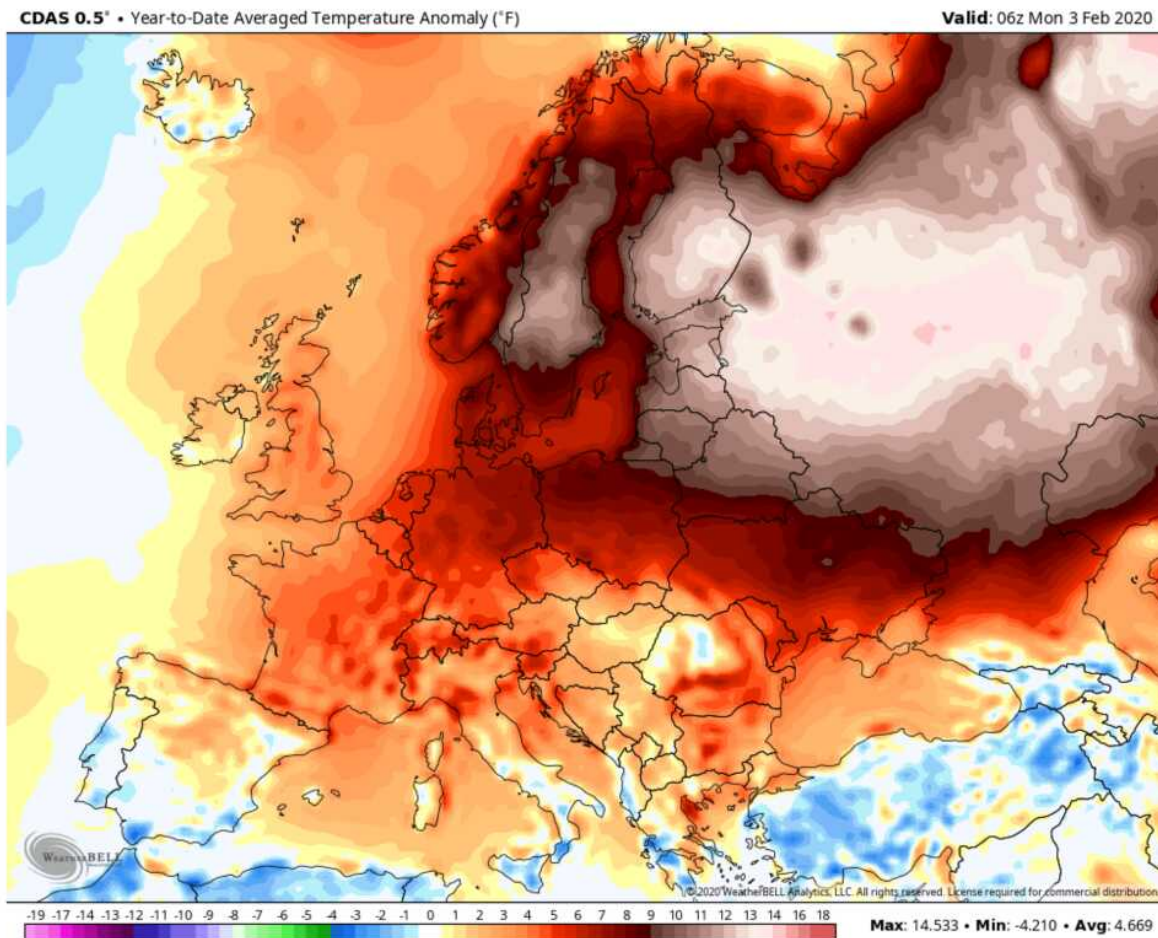 CDAS 0.5° • Year-to-Date Averaged Temperature Anomaly (°F)
Valid: 06z Mon 3 Feb 2020
WeatherBELL
© 2020 WeatherBELL Analytics, LLC. All rights reserved. License required for commercial distribution
-19 -17 -14 -13 -12 -11 -10 -9 -8 -7 -6 -5 -4 -3 -2 -1 0 1 2 3 4 5 6 7 8 9 10 11 12 13 14 16 18
Max: 14.533 • Min: -4.210 • Avg: 4.669